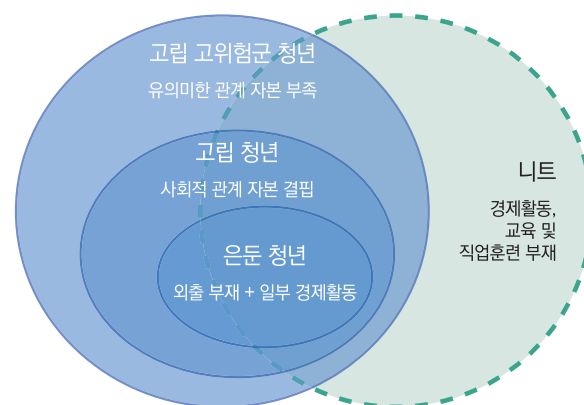 고립 고위험군 청년
유의미한 관계 자본 부족
고립 청년
사회적 관계 자본 결핍
은둔 청년
외출 부재 + 일부 경제활동
니트
경제활동,
교육 및
직업훈련 부재